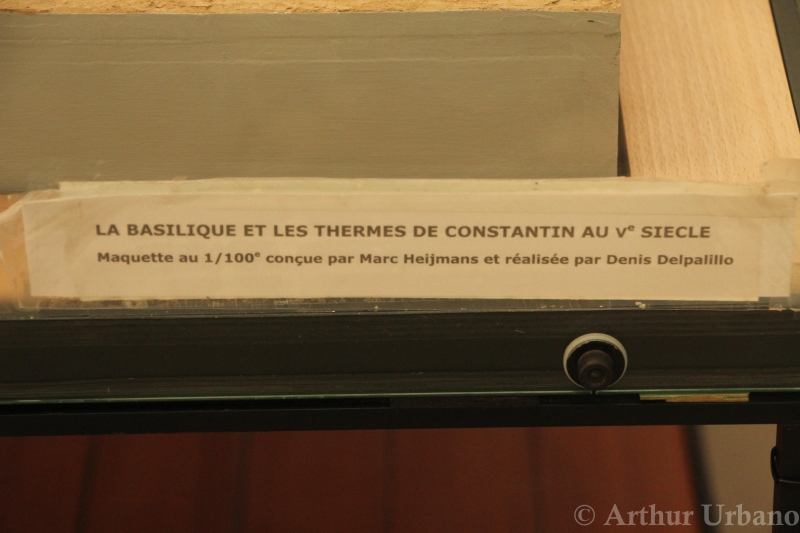 LA BASILIQUE ET LES THERMES DE CONSTANTIN AU Ve SIECLE
Maquette au 1/100e conçue par Marc Heijmans et réalisée par Denis Delpalillo
© Arthur Urbano